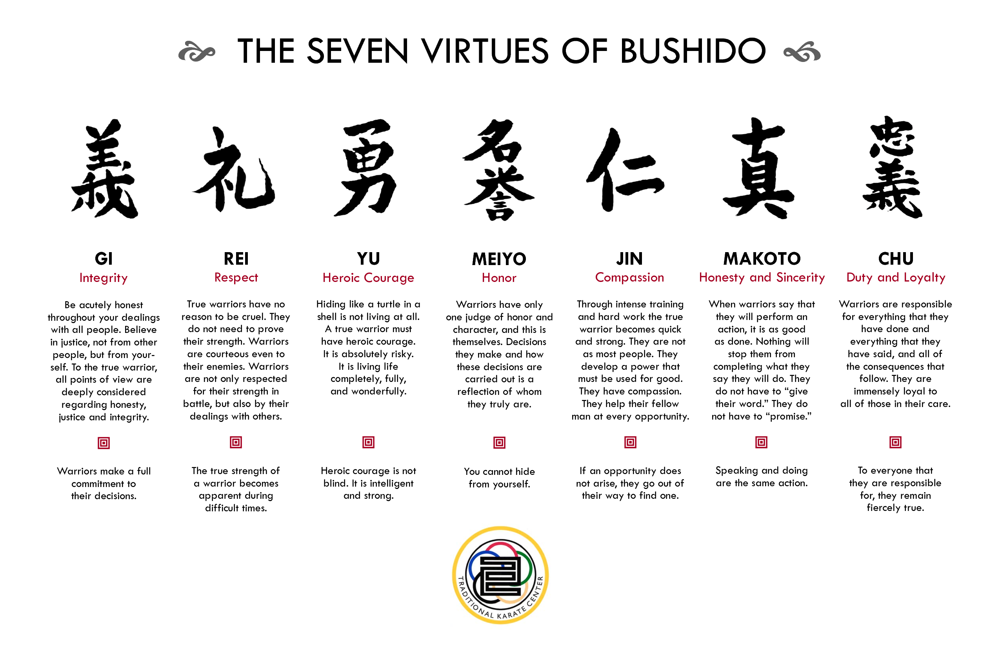 THE SEVEN VIRTUES OF BUSHIDO
義
GI
Integrity
Be acutely honest
throughout your dealings
with all people. Believe
in justice, not from other
people, but from your-
self. To the true warrior,
all points of view are
deeply considered
regarding honesty,
justice and integrity.
Warriors make a full
commitment to
their decisions.
礼
REI
Respect
True warriors have no
reason to be cruel. They
do not need to prove
their strength. Warriors
are courteous even to
their enemies. Warriors
are not only respected
for their strength in
battle, but also by their
dealings with others.
The true strength of
a warrior becomes
apparent during
difficult times.
勇
YU
Heroic Courage
Hiding like a turtle in a
shell is not living at all.
A true warrior must
have heroic courage.
It is absolutely risky.
It is living life
completely, fully,
and wonderfully.
Heroic courage is not
blind. It is intelligent
and strong.
名誉
MEIYO
Honor
Warriors have only
one judge of honor and
character, and this is
themselves. Decisions
they make and how
these decisions are
carried out is a
reflection of whom
they truly are.
You cannot hide
from yourself.
仁
JIN
Compassion
Through intense training
and hard work the true
warrior becomes quick
and strong. They are not
as most people. They
develop a power that
must be used for good.
They have compassion.
They help their fellow
man at every opportunity.
If an opportunity does
not arise, they go out of
their way to find one.
真
MAKOTO
Honesty and Sincerity
When warriors say that
they will perform an
action, it is as good
as done. Nothing will
stop them from
completing what they
say they will do. They
do not have to “give
their word.” They do
not have to “promise.”
Speaking and doing
are the same action.
忠義
CHU
Duty and Loyalty
Warriors are responsible
for everything that they
have done and
everything that they
have said, and all of
the consequences that
follow. They are
immensely loyal to
all of those in their care.
To everyone that
they are responsible
for, they remain
fiercely true.
TRADITIONAL KARATE CENTER